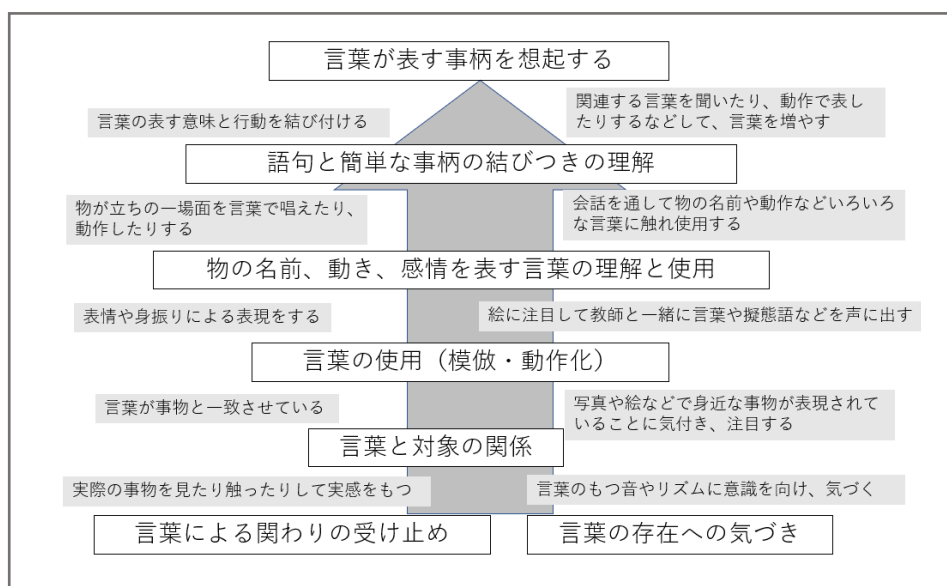 言葉が表す事柄を想起する
言葉の表す意味と行動を結び付ける
関連する言葉を聞いたり、動作で表し
たりするなどして、言葉を増やす
語句と簡単な事柄の結びつきの理解
物が立ちの一場面を言葉で唱えたり、
動作したりする
会話を通して物の名前や動作などいろいろ
な言葉に触れ使用する
物の名前、動き、感情を表す言葉の理解と使用
表情や身振りによる表現をする
絵に注目して教師と一緒に言葉や擬態語などを声に出す
言葉の使用（模倣・動作化）
言葉が事物と一致させている
写真や絵などで身近な事物が表現されて
いることに気付き、注目する
言葉と対象の関係
実際の事物を見たり触ったりして実感をもつ
言葉のもつ音やリズムに意識を向け、気づく
言葉による関わりの受け止め
言葉の存在への気づき